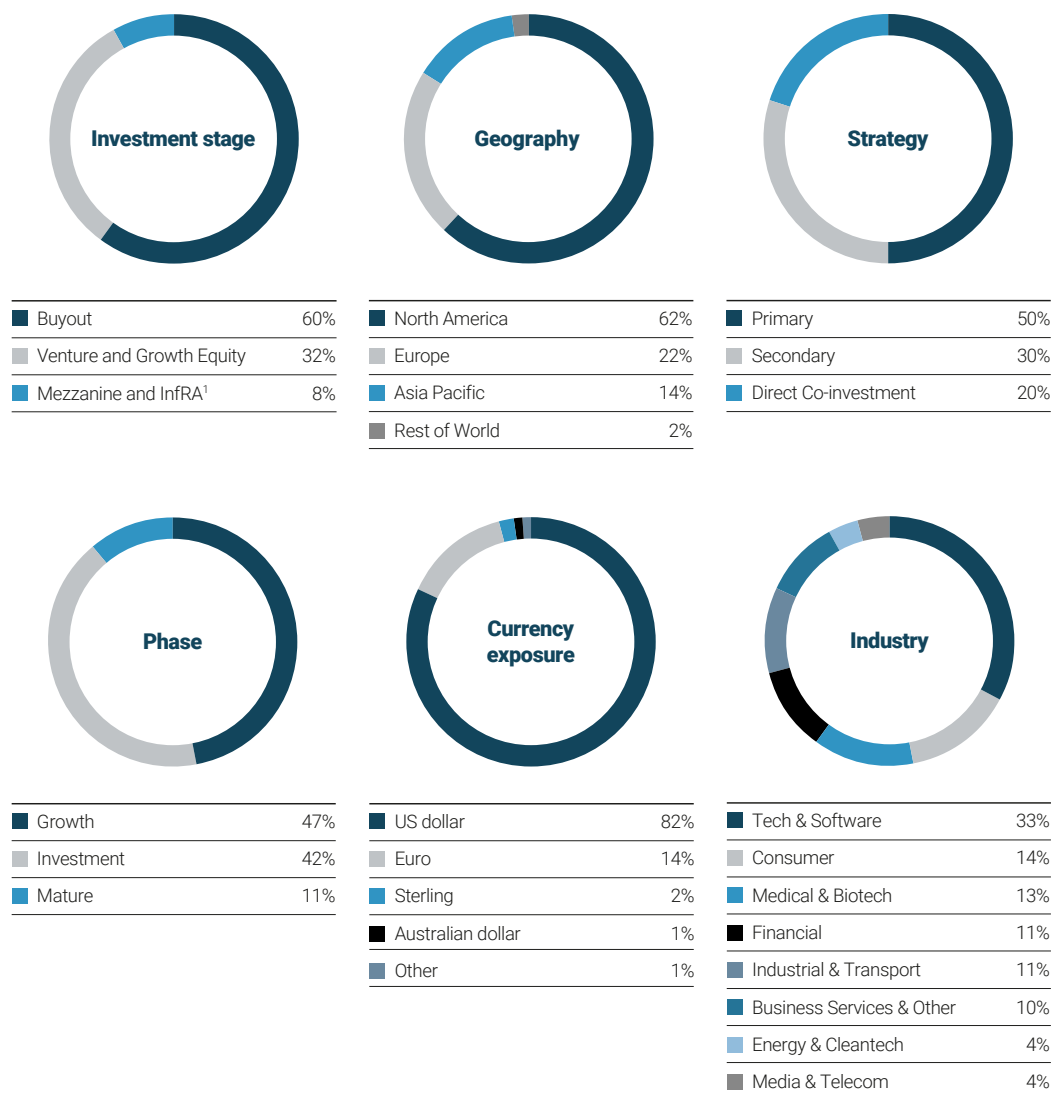 Investment stage
Buyout 60%
Venture and Growth Equity 32%
Mezzanine and InfRA¹ 8%
Geography
North America 62%
Europe 22%
Asia Pacific 14%
Rest of World 2%
Strategy
Primary 50%
Secondary 30%
Direct Co-investment 20%
Phase
Growth 47%
Investment 42%
Mature 11%
Currency
exposure
US dollar 82%
Euro 14%
Sterling 2%
Australian dollar 1%
Other 1%
Industry
Tech & Software 33%
Consumer 14%
Medical & Biotech 13%
Financial 11%
Industrial & Transport 11%
Business Services & Other 10%
Energy & Cleantech 4%
Media & Telecom 4%